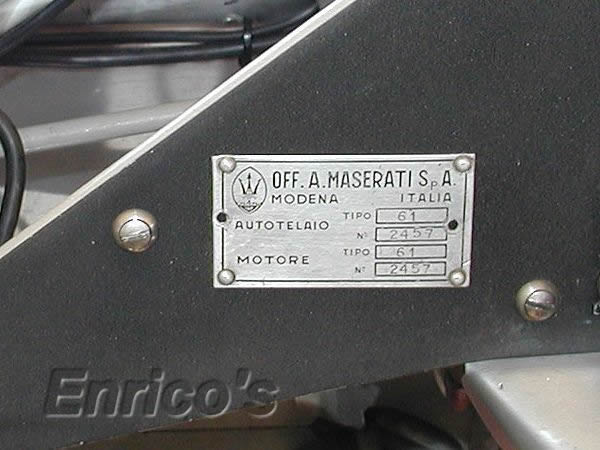 OFF. A. MASERATI S.p.A.
MODENA ITALIA
AUTOTELAIO TIPO 61
N° 2457
MOTORE TIPO 61
N° 2457
Enrico's